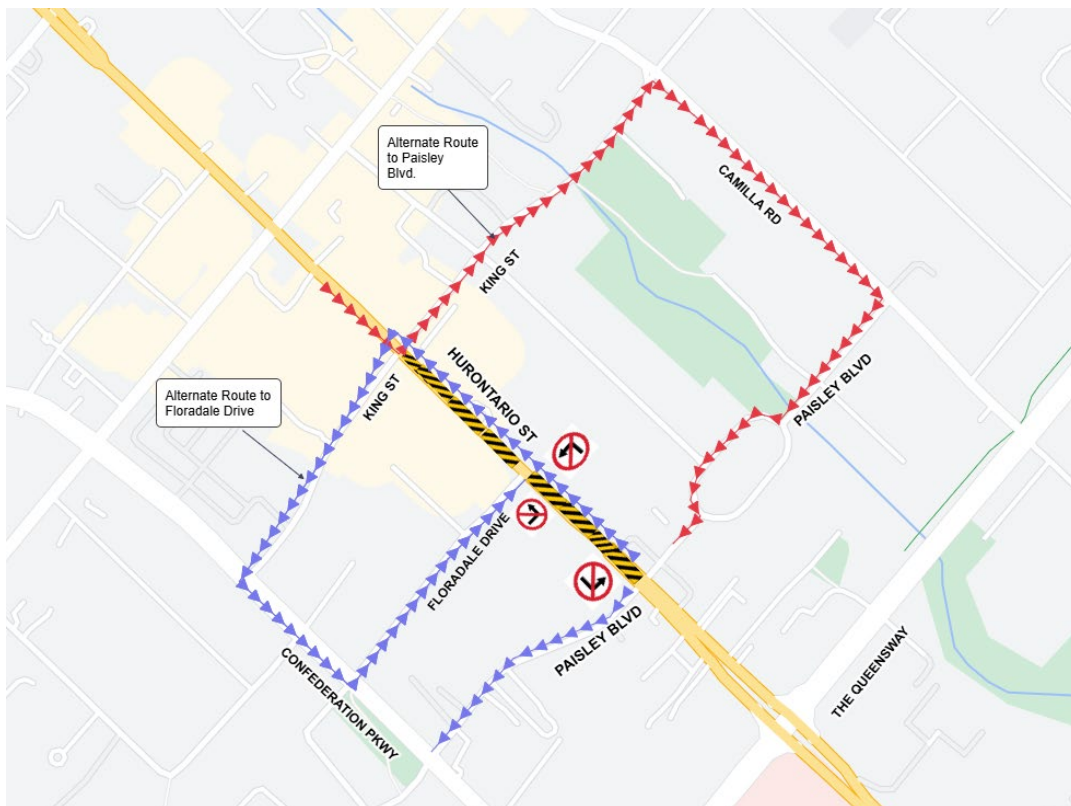 Alternate Route
to Paisley
Blvd.
CAMILLA RD
KING ST
HURONTARIO ST
PAISLEY BLVD
Alternate Route to
Floradale Drive
KING ST
FLORADALE DRIVE
PAISLEY BLVD
CONFEDERATION PKWY
THE QUEENSWAY